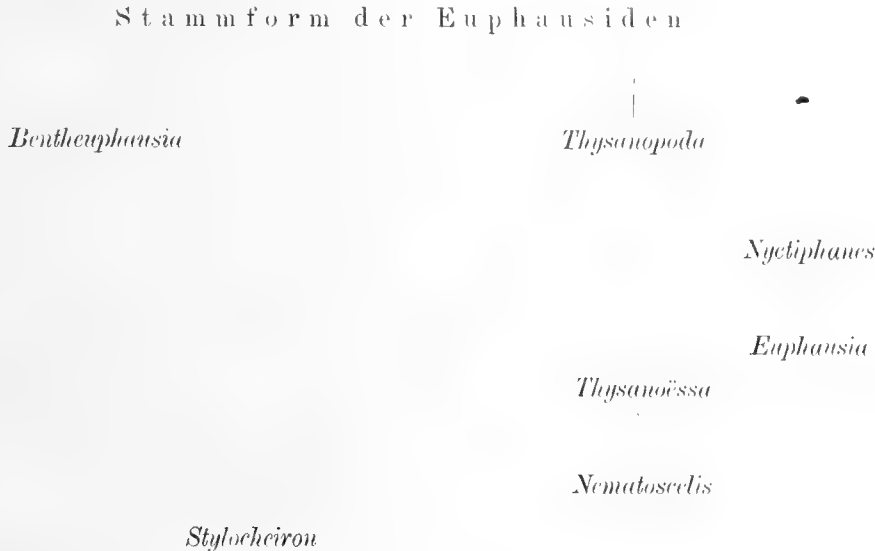 Stammform der Euphausiden
Bentheuphausia Thysanopoda
Nyctiphanes
Euphausia
Thysanoëssa
Nematoscelis
Stylocheiron